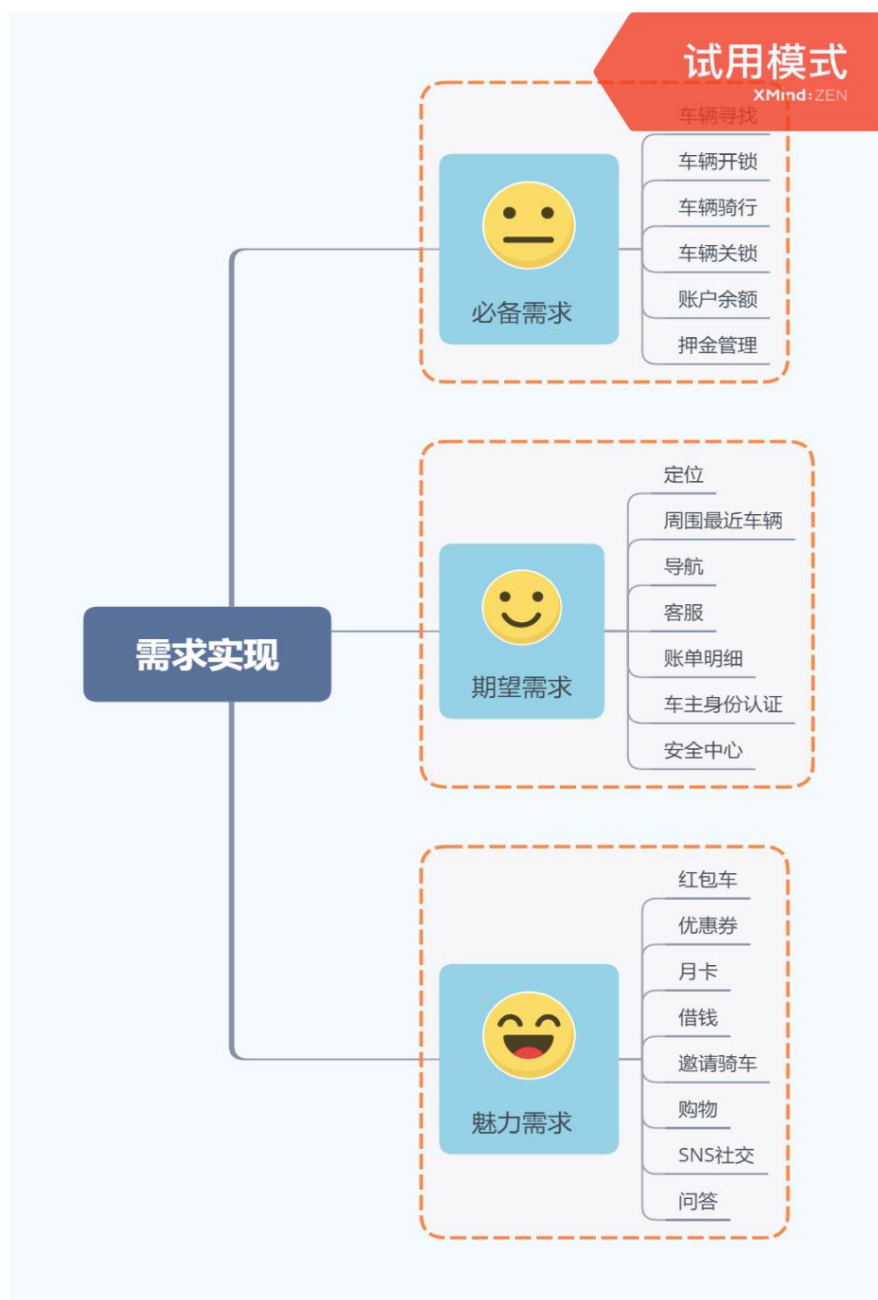 试用模式
XMind:ZEN
车辆寻找
车辆开锁
车辆骑行
车辆关锁
账户余额
押金管理
必备需求
定位
周围最近车辆
导航
客服
账单明细
车主身份认证
安全中心
期望需求
需求实现
红包车
优惠券
月卡
借钱
邀请骑车
购物
SNS社交
问答
魅力需求